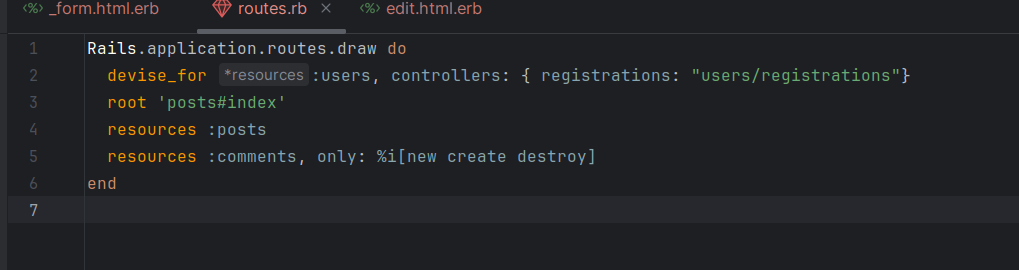 _form.html.erb routes.rb edit.html.erb
1 Rails.application.routes.draw do
2 devise_for *resources :users, controllers: { registrations: "users/registrations"}
3 root 'posts#index'
4 resources :posts
5 resources :comments, only: %i[new create destroy]
6 end
7